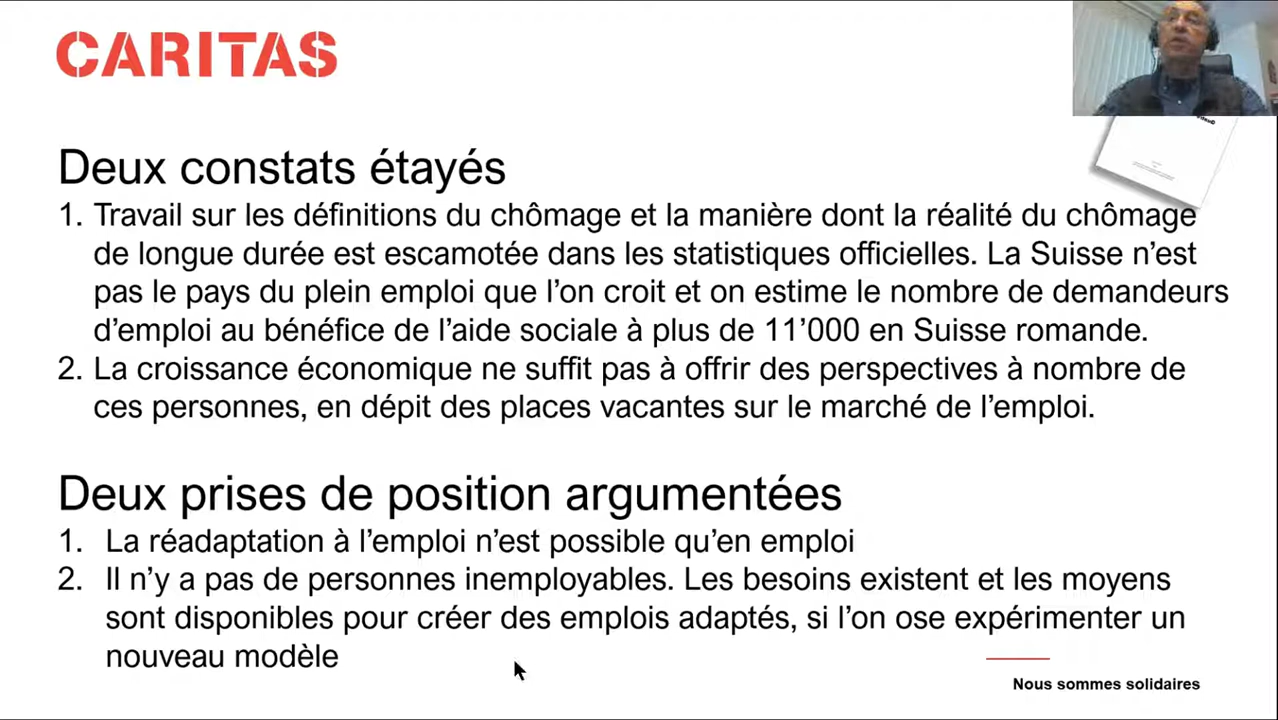 CARITAS
Deux constats étayés
1. Travail sur les définitions du chômage et la manière dont la réalité du chômage
de longue durée est escamotée dans les statistiques officielles. La Suisse n’est
pas le pays du plein emploi que l’on croit et on estime le nombre de demandeurs
d’emploi au bénéfice de l’aide sociale à plus de 11’000 en Suisse romande.
2. La croissance économique ne suffit pas à offrir des perspectives à nombre de
ces personnes, en dépit des places vacantes sur le marché de l’emploi.
Deux prises de position argumentées
1. La réadaptation à l’emploi n’est possible qu’en emploi
2. Il n’y a pas de personnes inemployables. Les besoins existent et les moyens
sont disponibles pour créer des emplois adaptés, si l’on ose expérimenter un
nouveau modèle
Nous sommes solidaires